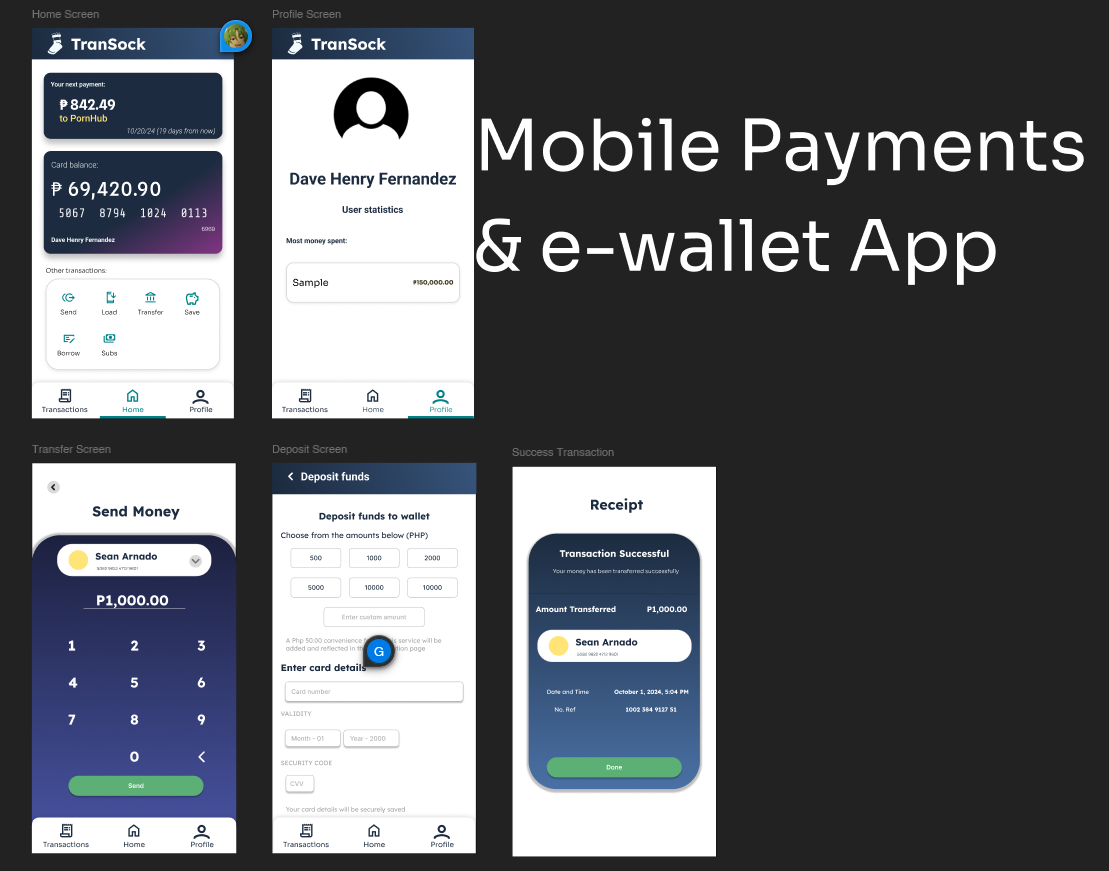 Home Screen
TranSock
Your next payment:
₱ 842.49
to PornHub
10/20/24 (19 days from now)
Card balance:
₱ 69,420.90
5067 8794 1024 0113
6969
Dave Henry Fernandez
Other transactions:
Send Load Transfer Save
Borrow Subs
Transactions Home Profile
Profile Screen
TranSock
Dave Henry Fernandez
User statistics
Most money spent:
Sample ₱150,000.00
Transactions Home Profile
Mobile Payments
& e-wallet App
Transfer Screen
Send Money
Sean Arnado
P1,000.00
1 2 3
4 5 6
7 8 9
0
Send
Transactions Home Profile
Deposit Screen
Deposit funds
Deposit funds to wallet
Choose from the amounts below (PHP)
500 1000 2000
5000 10000 10000
Enter custom amount
A Php 50.00 convenience service will be
added and reflected in page
G
Enter card details
Card number
VALIDITY
Month - 01 Year - 2000
SECURITY CODE
CVV
Your card details will be securely saved
Transactions Home Profile
Success Transaction
Receipt
Transaction Successful
Your money has been transferred successfully
Amount Transferred P1,000.00
Sean Arnado
Date and Time October 1, 2024, 5:04 PM
No. Ref 1002 384 9127 51
Done